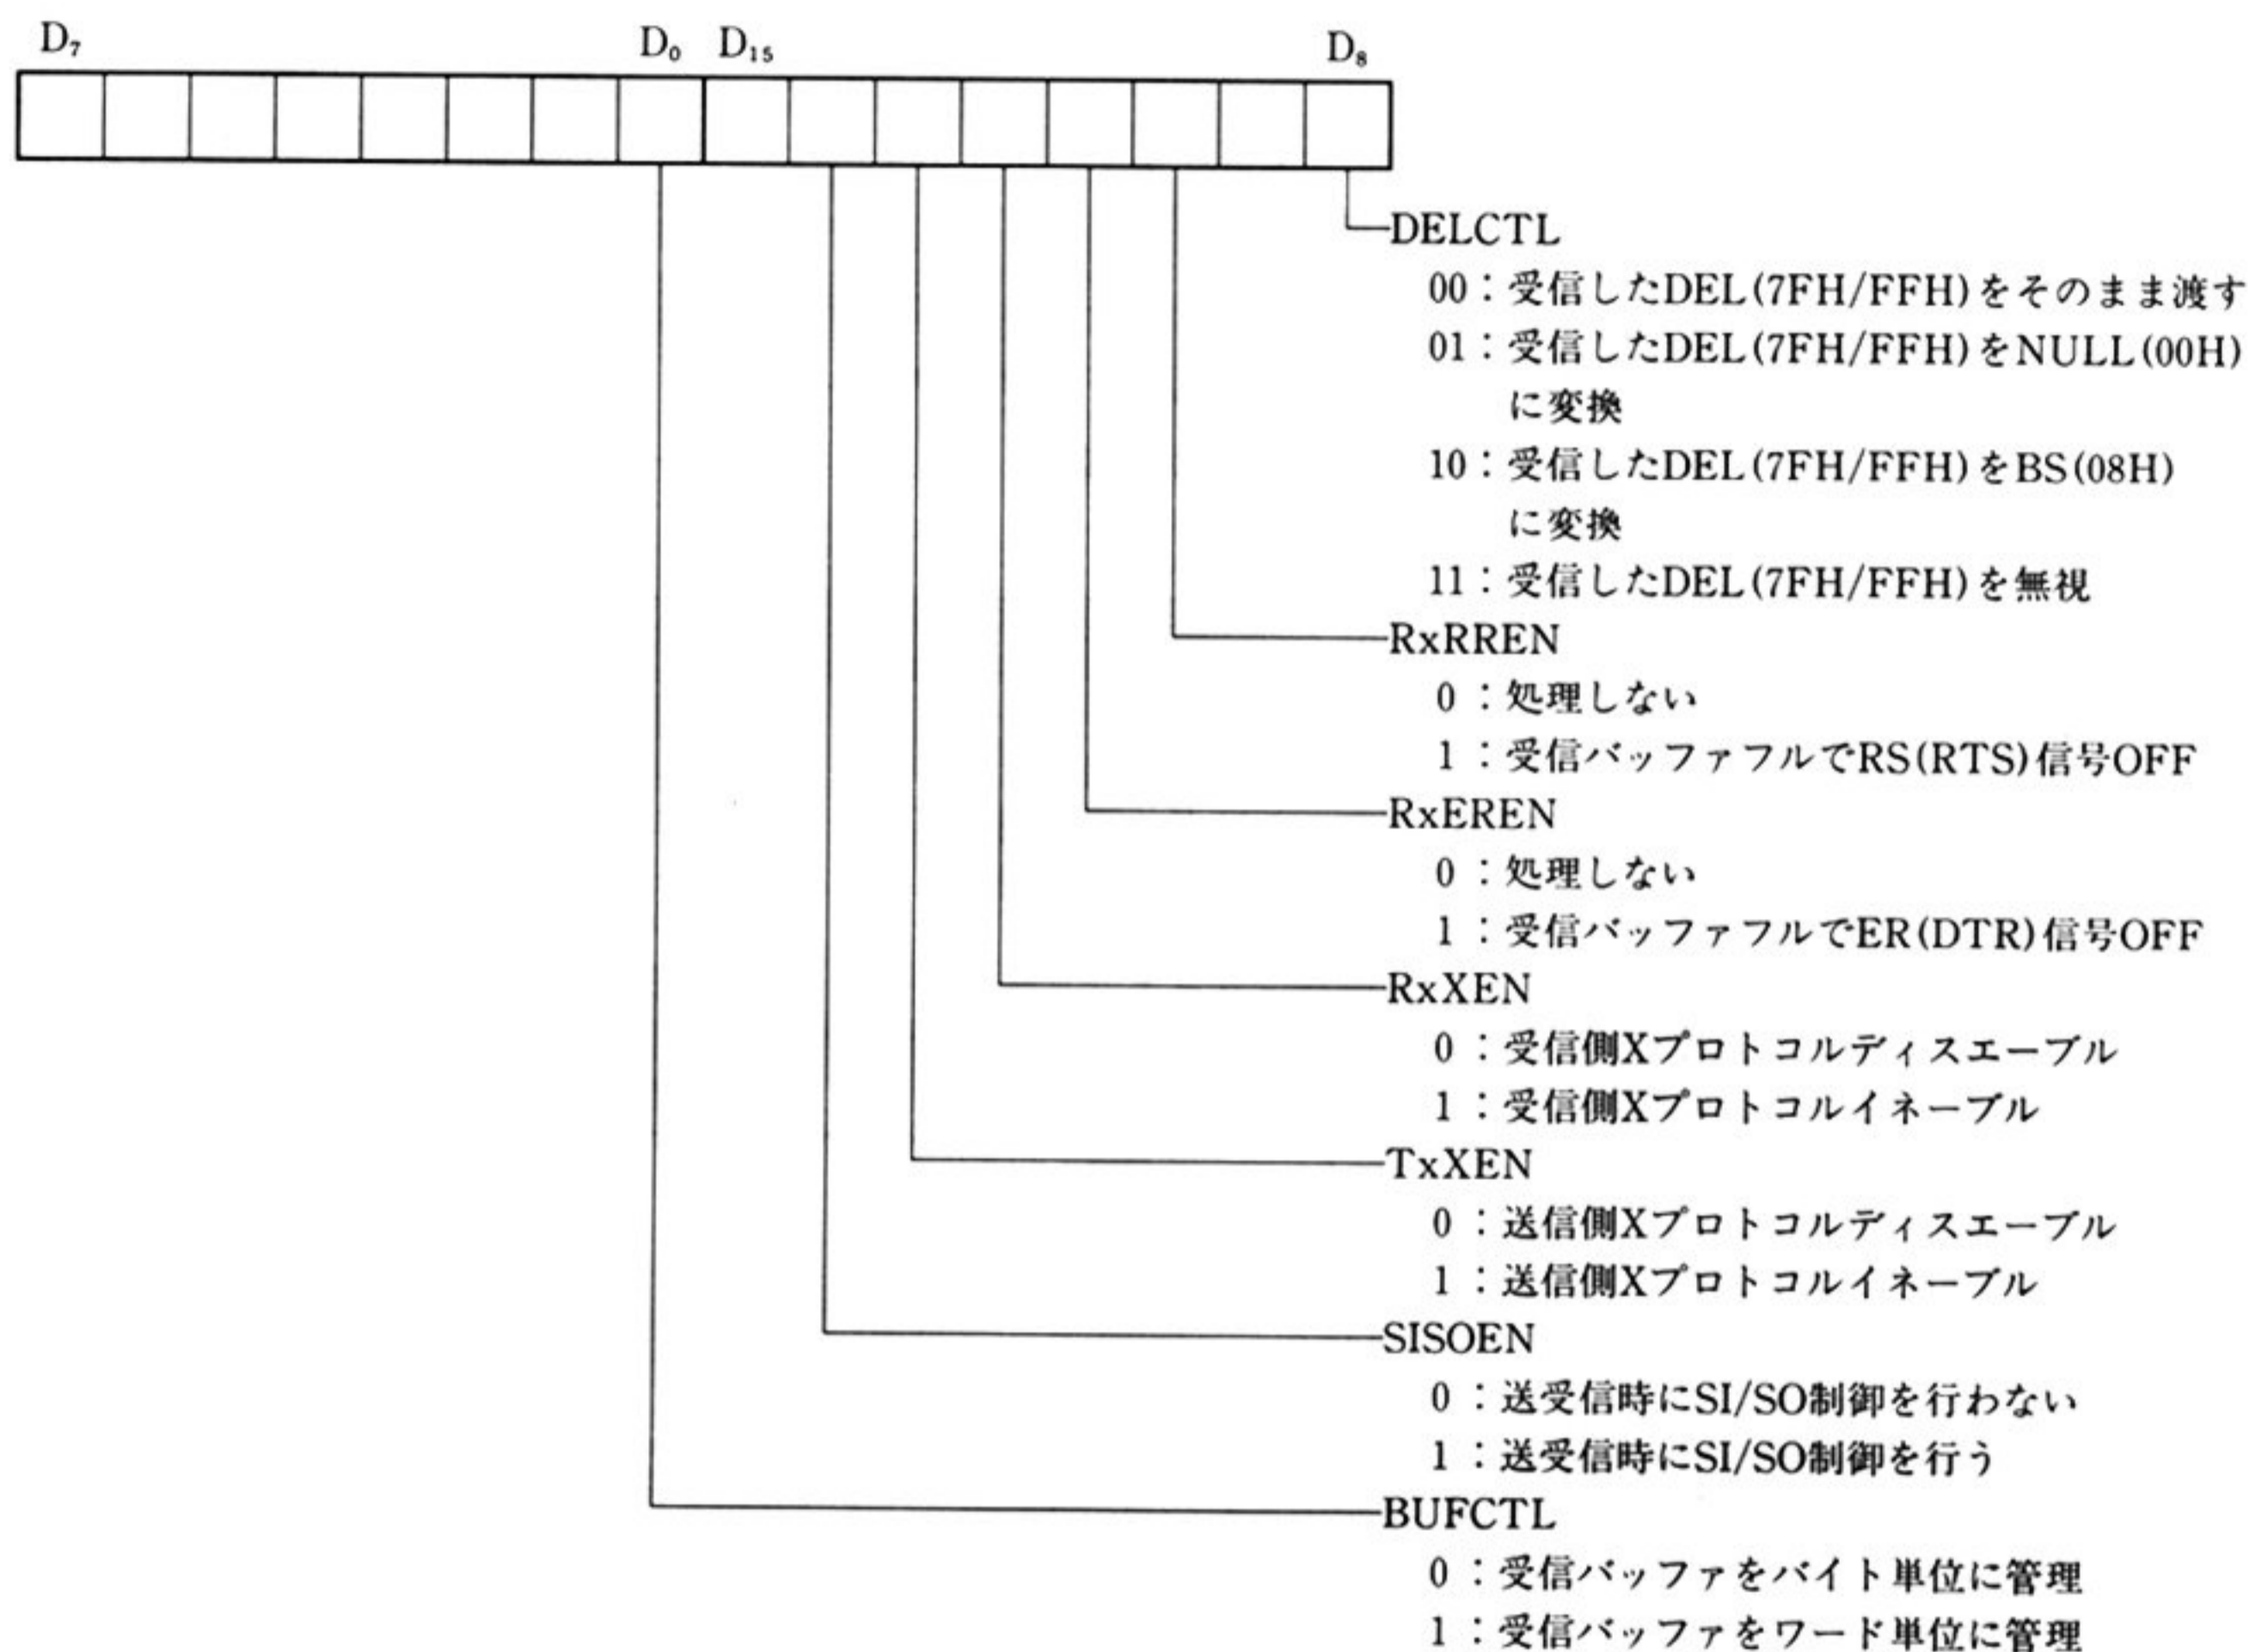 D₇ D₀ D₁₅ D₈
DELCTL
00：受信したDEL(7FH/FFH)をそのまま渡す
01：受信したDEL(7FH/FFH)をNULL(00H)
に変換
10：受信したDEL(7FH/FFH)をBS(08H)
に変換
11：受信したDEL(7FH/FFH)を無視
RxRREN
0：処理しない
1：受信バッファフルでRS(RTS)信号OFF
RxEREN
0：処理しない
1：受信バッファフルでER(DTR)信号OFF
RxXEN
0：受信側Xプロトコルディスエーブル
1：受信側Xプロトコルイネーブル
TxXEN
0：送信側Xプロトコルディスエーブル
1：送信側Xプロトコルイネーブル
SISOEN
0：送受信時にSI/SO制御を行わない
1：送受信時にSI/SO制御を行う
BUFCTL
0：受信バッファをバイト単位に管理
1：受信バッファをワード単位に管理